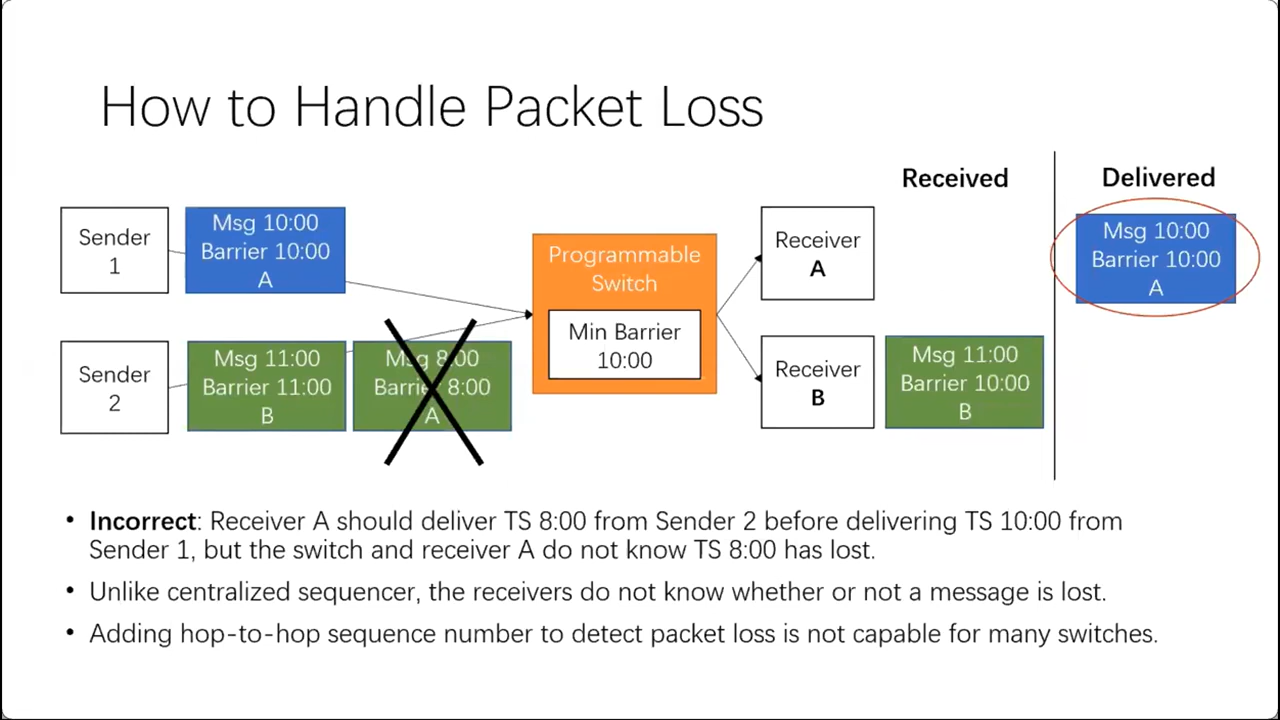 How to Handle Packet Loss
Received
Delivered
Sender
1
Msg 10:00
Barrier 10:00
A
Programmable
Switch
Min Barrier
10:00
Receiver
A
Msg 10:00
Barrier 10:00
A
Sender
2
Msg 11:00
Barrier 11:00
B
Msg 8:00
Barrier 8:00
A
Receiver
B
Msg 11:00
Barrier 10:00
B
• Incorrect: Receiver A should deliver TS 8:00 from Sender 2 before delivering TS 10:00 from
Sender 1, but the switch and receiver A do not know TS 8:00 has lost.
• Unlike centralized sequencer, the receivers do not know whether or not a message is lost.
• Adding hop-to-hop sequence number to detect packet loss is not capable for many switches.